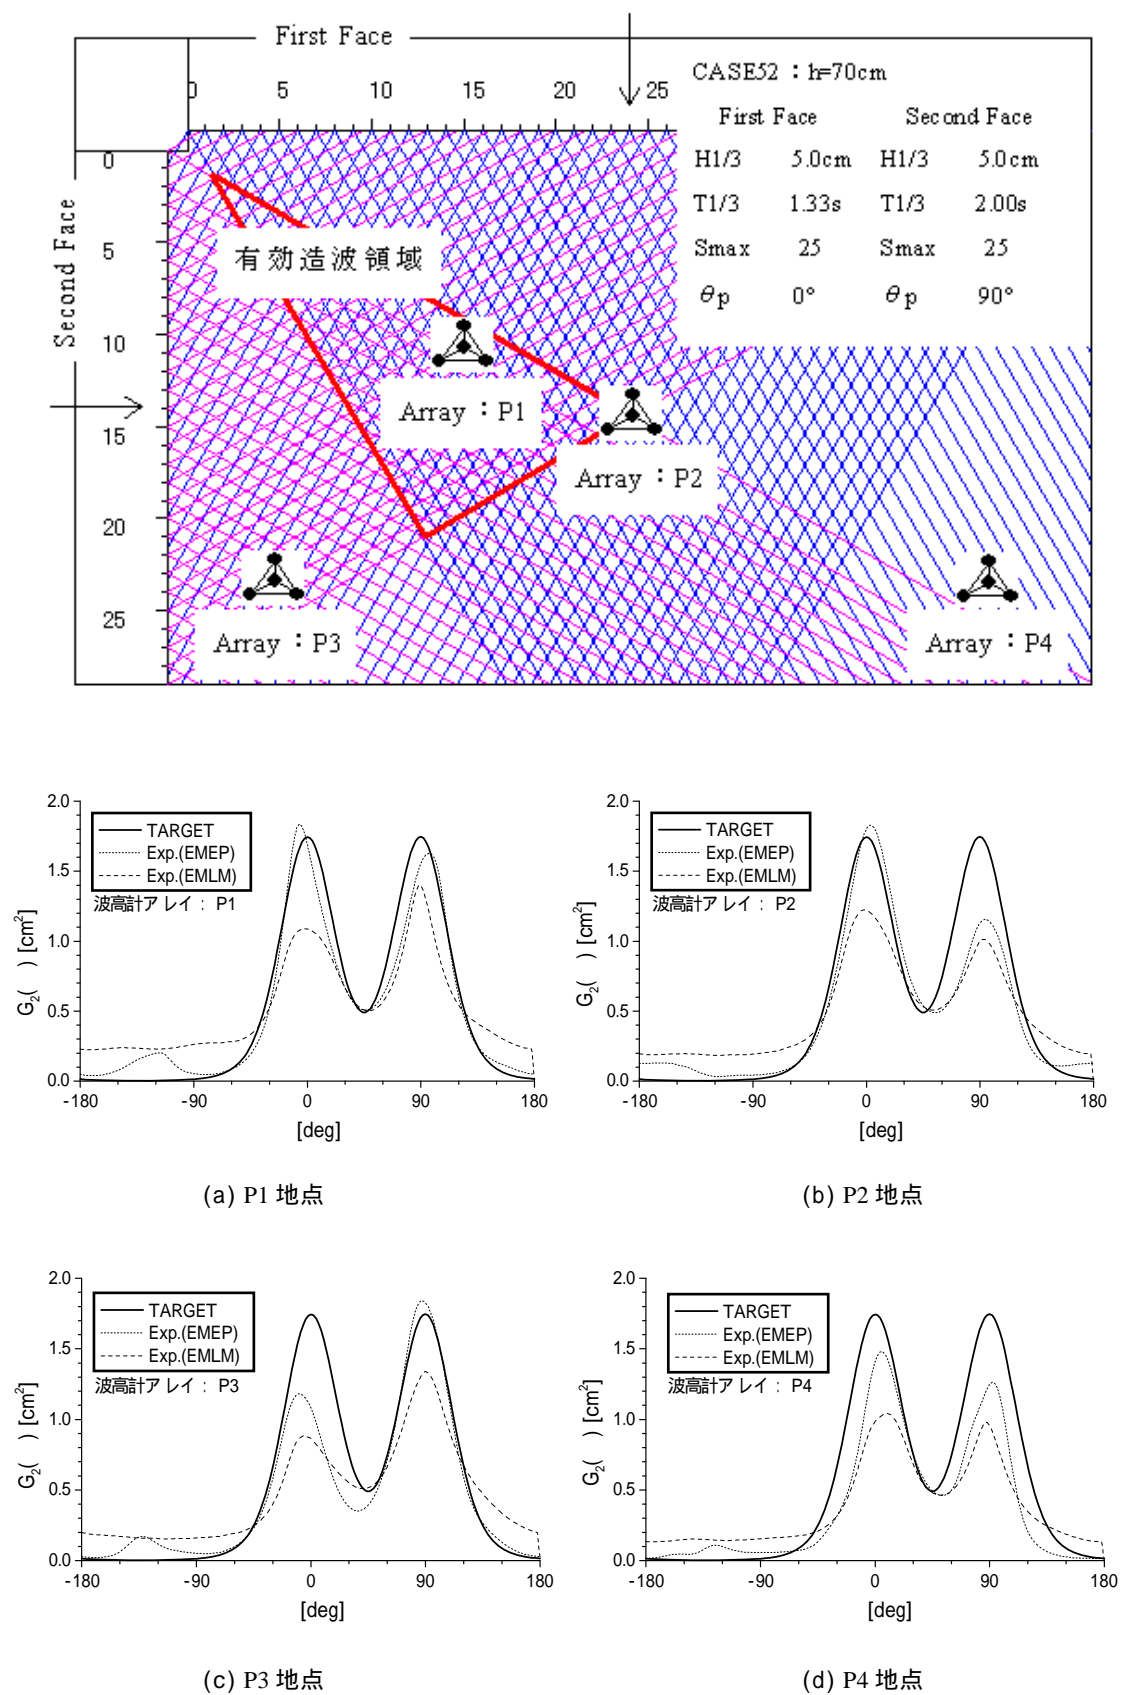 First Face
0 5 10 15 20 25
Second Face
0
5
10
15
20
25
CASE52：h=70cm
First Face Second Face
H1/3 5.0cm H1/3 5.0cm
T1/3 1.33s T1/3 2.00s
Smax 25 Smax 25
θp 0° θp 90°
有効造波領域
Array：P1
Array：P2
Array：P3
Array：P4
2.0
1.5
1.0
0.5
0.0
G₂( ) [cm²]
TARGET
Exp.(EMEP)
Exp.(EMLM)
波高計アレイ： P1
-180 -90 0 90 180
[deg]
(a) P1 地点
2.0
1.5
1.0
0.5
0.0
G₂( ) [cm²]
TARGET
Exp.(EMEP)
Exp.(EMLM)
波高計アレイ： P2
-180 -90 0 90 180
[deg]
(b) P2 地点
2.0
1.5
1.0
0.5
0.0
G₂( ) [cm²]
TARGET
Exp.(EMEP)
Exp.(EMLM)
波高計アレイ： P3
-180 -90 0 90 180
[deg]
(c) P3 地点
2.0
1.5
1.0
0.5
0.0
G₂( ) [cm²]
TARGET
Exp.(EMEP)
Exp.(EMLM)
波高計アレイ： P4
-180 -90 0 90 180
[deg]
(d) P4 地点